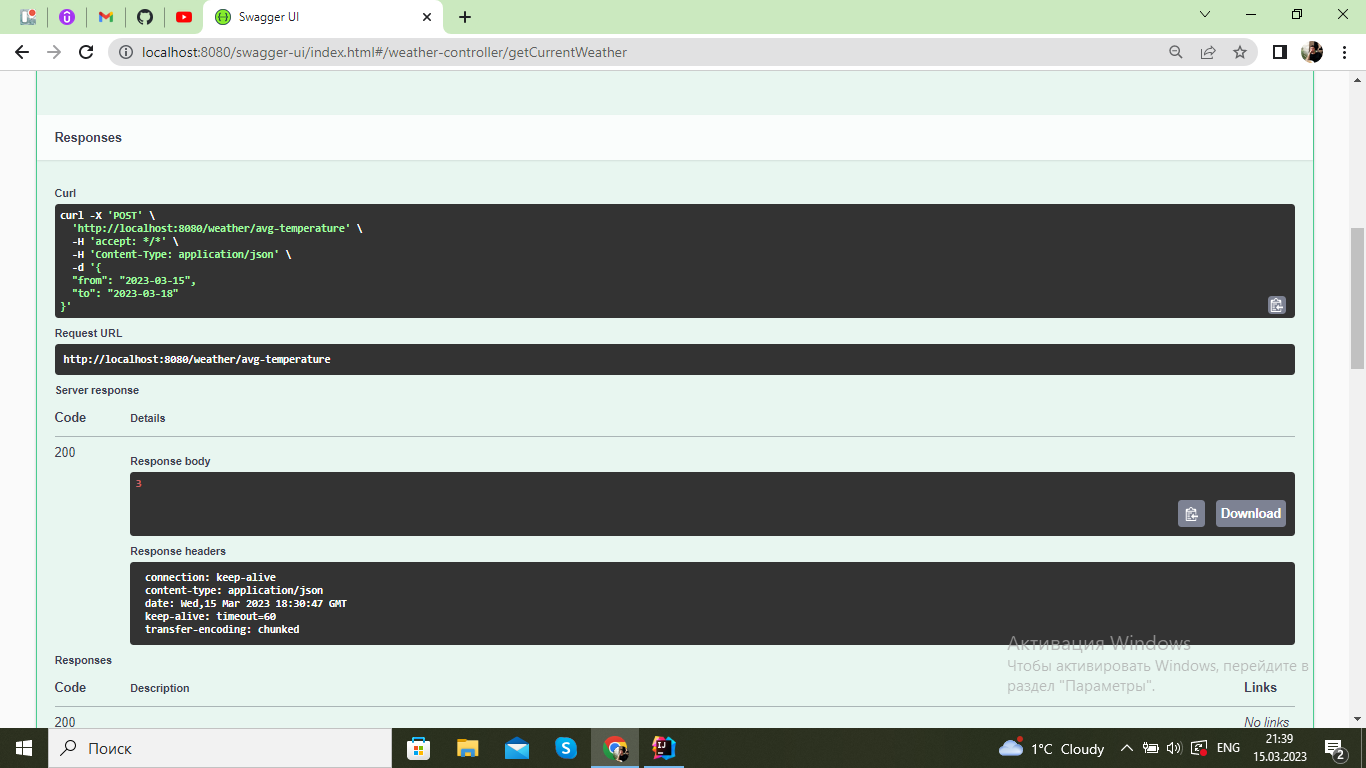 Swagger UI
localhost:8080/swagger-ui/index.html#/weather-controller/getCurrentWeather
Responses
Curl
curl -X 'POST' \
'http://localhost:8080/weather/avg-temperature' \
-H 'accept: */*' \
-H 'Content-Type: application/json' \
-d '{
"from": "2023-03-15",
"to": "2023-03-18"
}'
Request URL
http://localhost:8080/weather/avg-temperature
Server response
Code Details
200
Response body
3
Download
Response headers
connection: keep-alive
content-type: application/json
date: Wed,15 Mar 2023 18:30:47 GMT
keep-alive: timeout=60
transfer-encoding: chunked
Активация Windows
Чтобы активировать Windows, перейдите в
раздел "Параметры".
Responses
Code Description Links
200 No links
Поиск
1°C Cloudy
ENG
21:39
15.03.2023
2